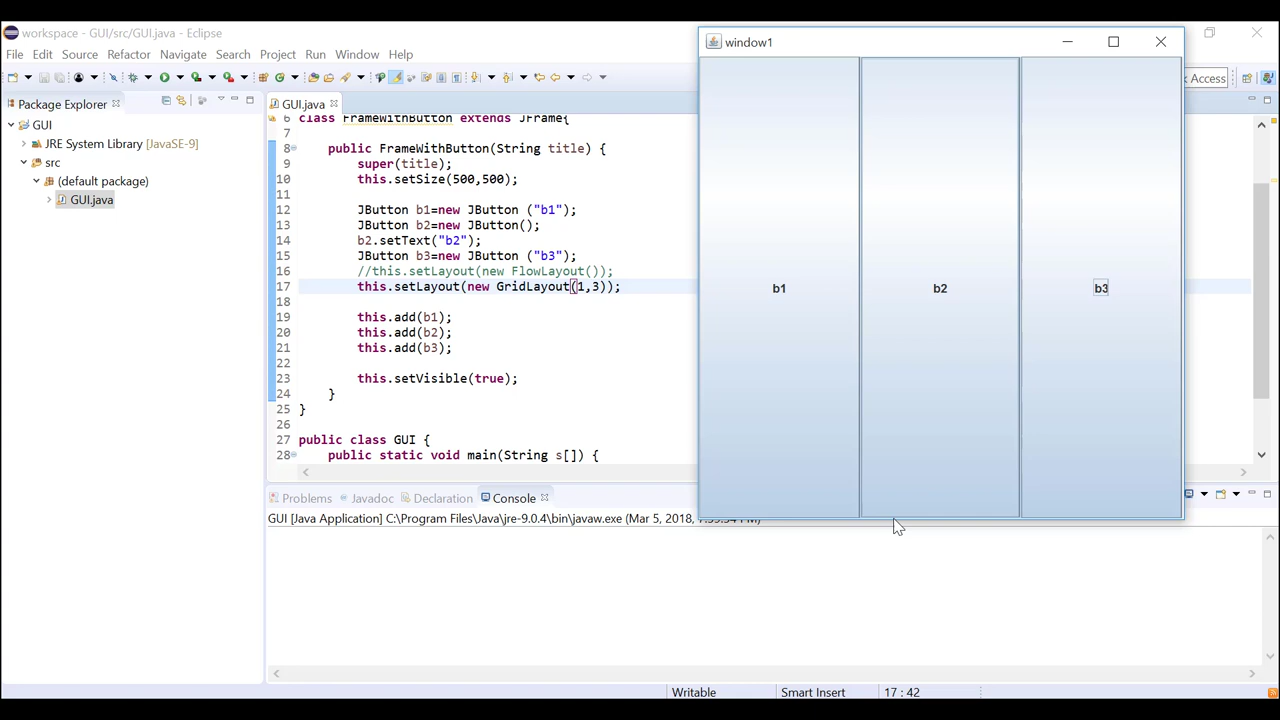 workspace - GUI/src/GUI.java - Eclipse
File Edit Source Refactor Navigate Search Project Run Window Help
k Access
Package Explorer
GUI
JRE System Library [JavaSE-9]
src
(default package)
GUI.java
GUI.java
6 class FrameWithButton extends JFrame{
7
8 public FrameWithButton(String title) {
9 super(title);
10 this.setSize(500,500);
11
12 JButton b1=new JButton ("b1");
13 JButton b2=new JButton();
14 b2.setText("b2");
15 JButton b3=new JButton ("b3");
16 //this.setLayout(new FlowLayout());
17 this.setLayout(new GridLayout(1,3));
18
19 this.add(b1);
20 this.add(b2);
21 this.add(b3);
22
23 this.setVisible(true);
24 }
25 }
26
27 public class GUI {
28 public static void main(String s[]) {
window1
b1 b2 b3
Problems Javadoc Declaration Console
GUI [Java Application] C:\Program Files\Java\jre-9.0.4\bin\javaw.exe (Mar 5, 2018,
Writable Smart Insert 17 : 42